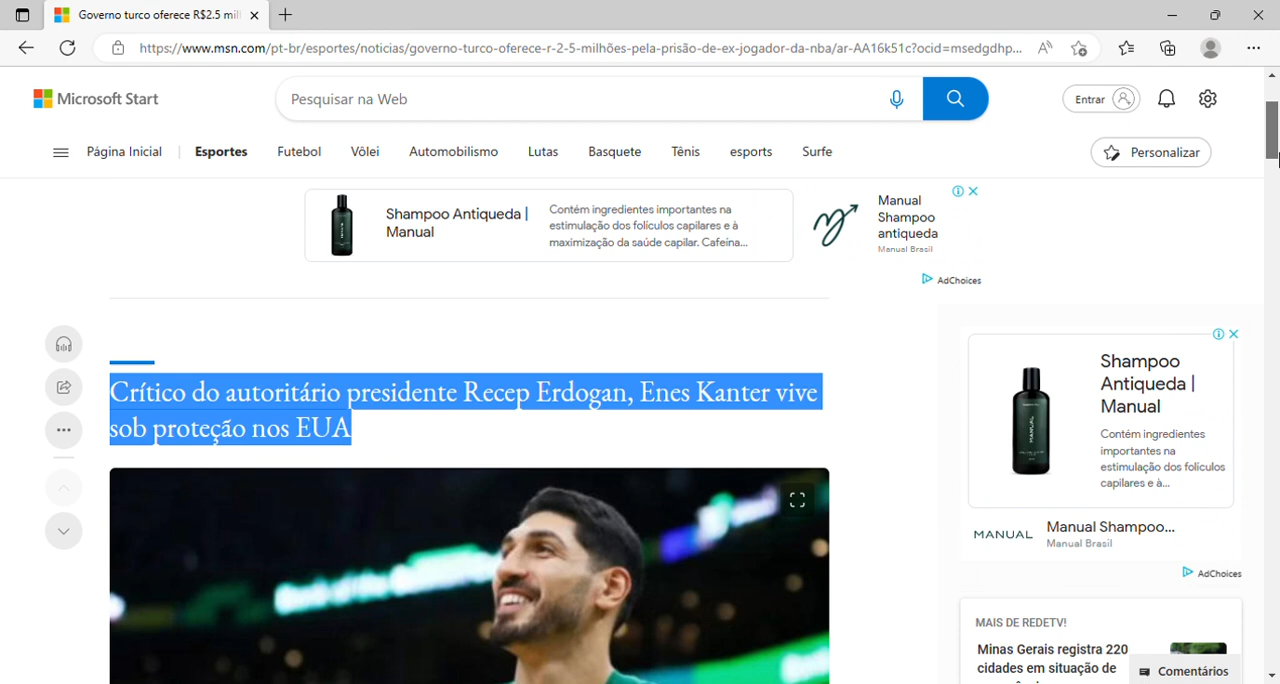 Governo turco oferece R$2.5 mil
https://www.msn.com/pt-br/esportes/noticias/governo-turco-oferece-r-2-5-milhões-pela-prisão-de-ex-jogador-da-nba/ar-AA16k51c?ocid=msedgdhp...
Microsoft Start
Pesquisar na Web
Entrar
Página Inicial
Esportes
Futebol
Vôlei
Automobilismo
Lutas
Basquete
Tênis
esports
Surfe
Personalizar
Shampoo Antiqueda |
Manual
Contém ingredientes importantes na
estimulação dos folículos capilares e à
maximização da saúde capilar. Cafeína...
Manual
Shampoo
antiqueda
Manual Brasil
AdChoices
Crítico do autoritário presidente Recep Erdogan, Enes Kanter vive
sob proteção nos EUA
Shampoo
Antiqueda |
Manual
Contém ingredientes
importantes na
estimulação dos folículos
capilares e à...
MANUAL
Manual Shampoo...
Manual Brasil
AdChoices
MAIS DE REDETV!
Minas Gerais registra 220
cidades em situação de
Comentários